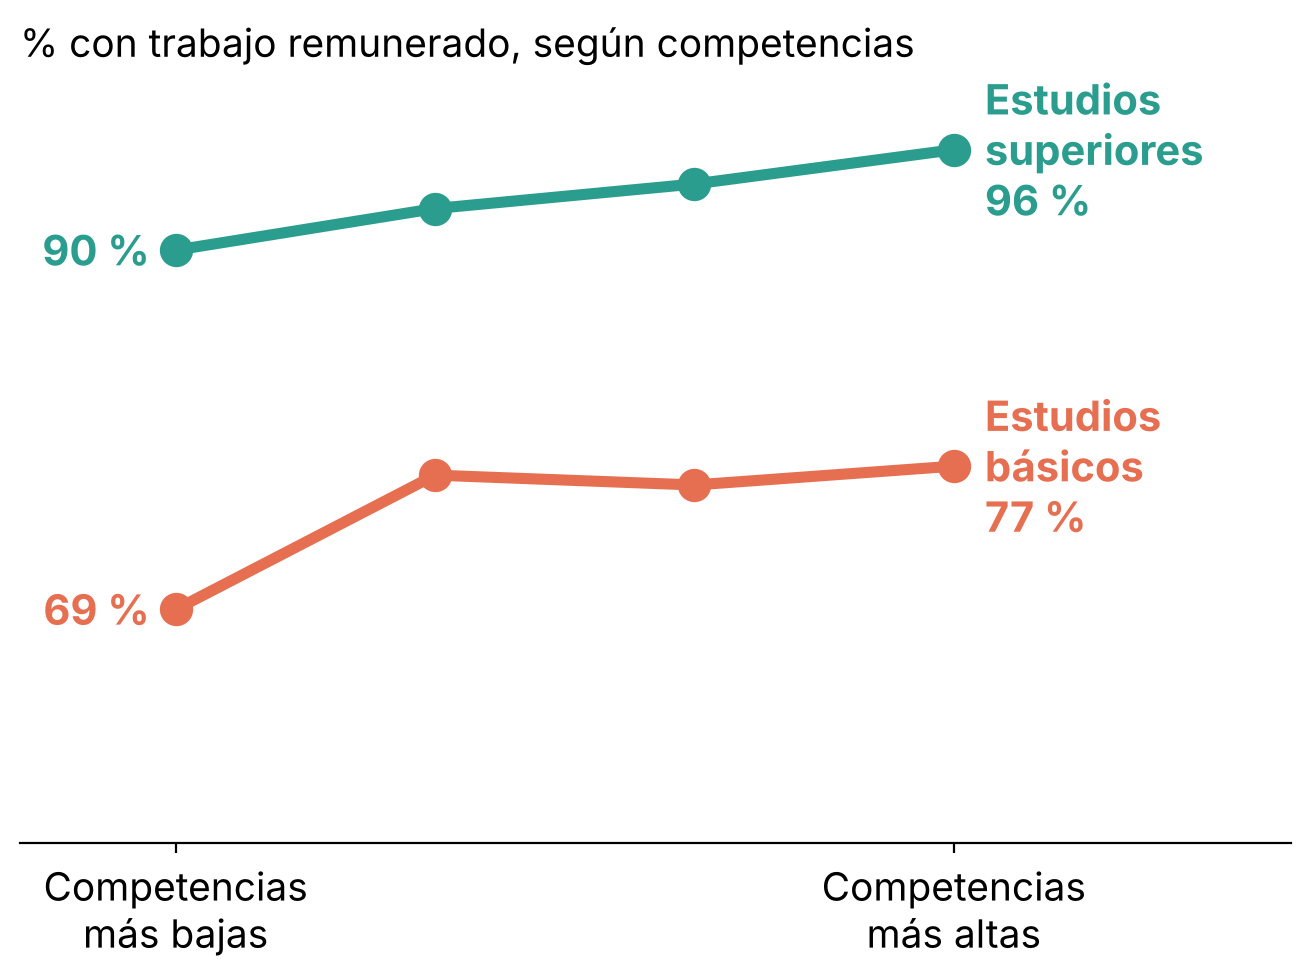 % con trabajo remunerado, según competencias
Estudios
superiores
96 %
90 %
Estudios
básicos
77 %
69 %
Competencias
más bajas
Competencias
más altas